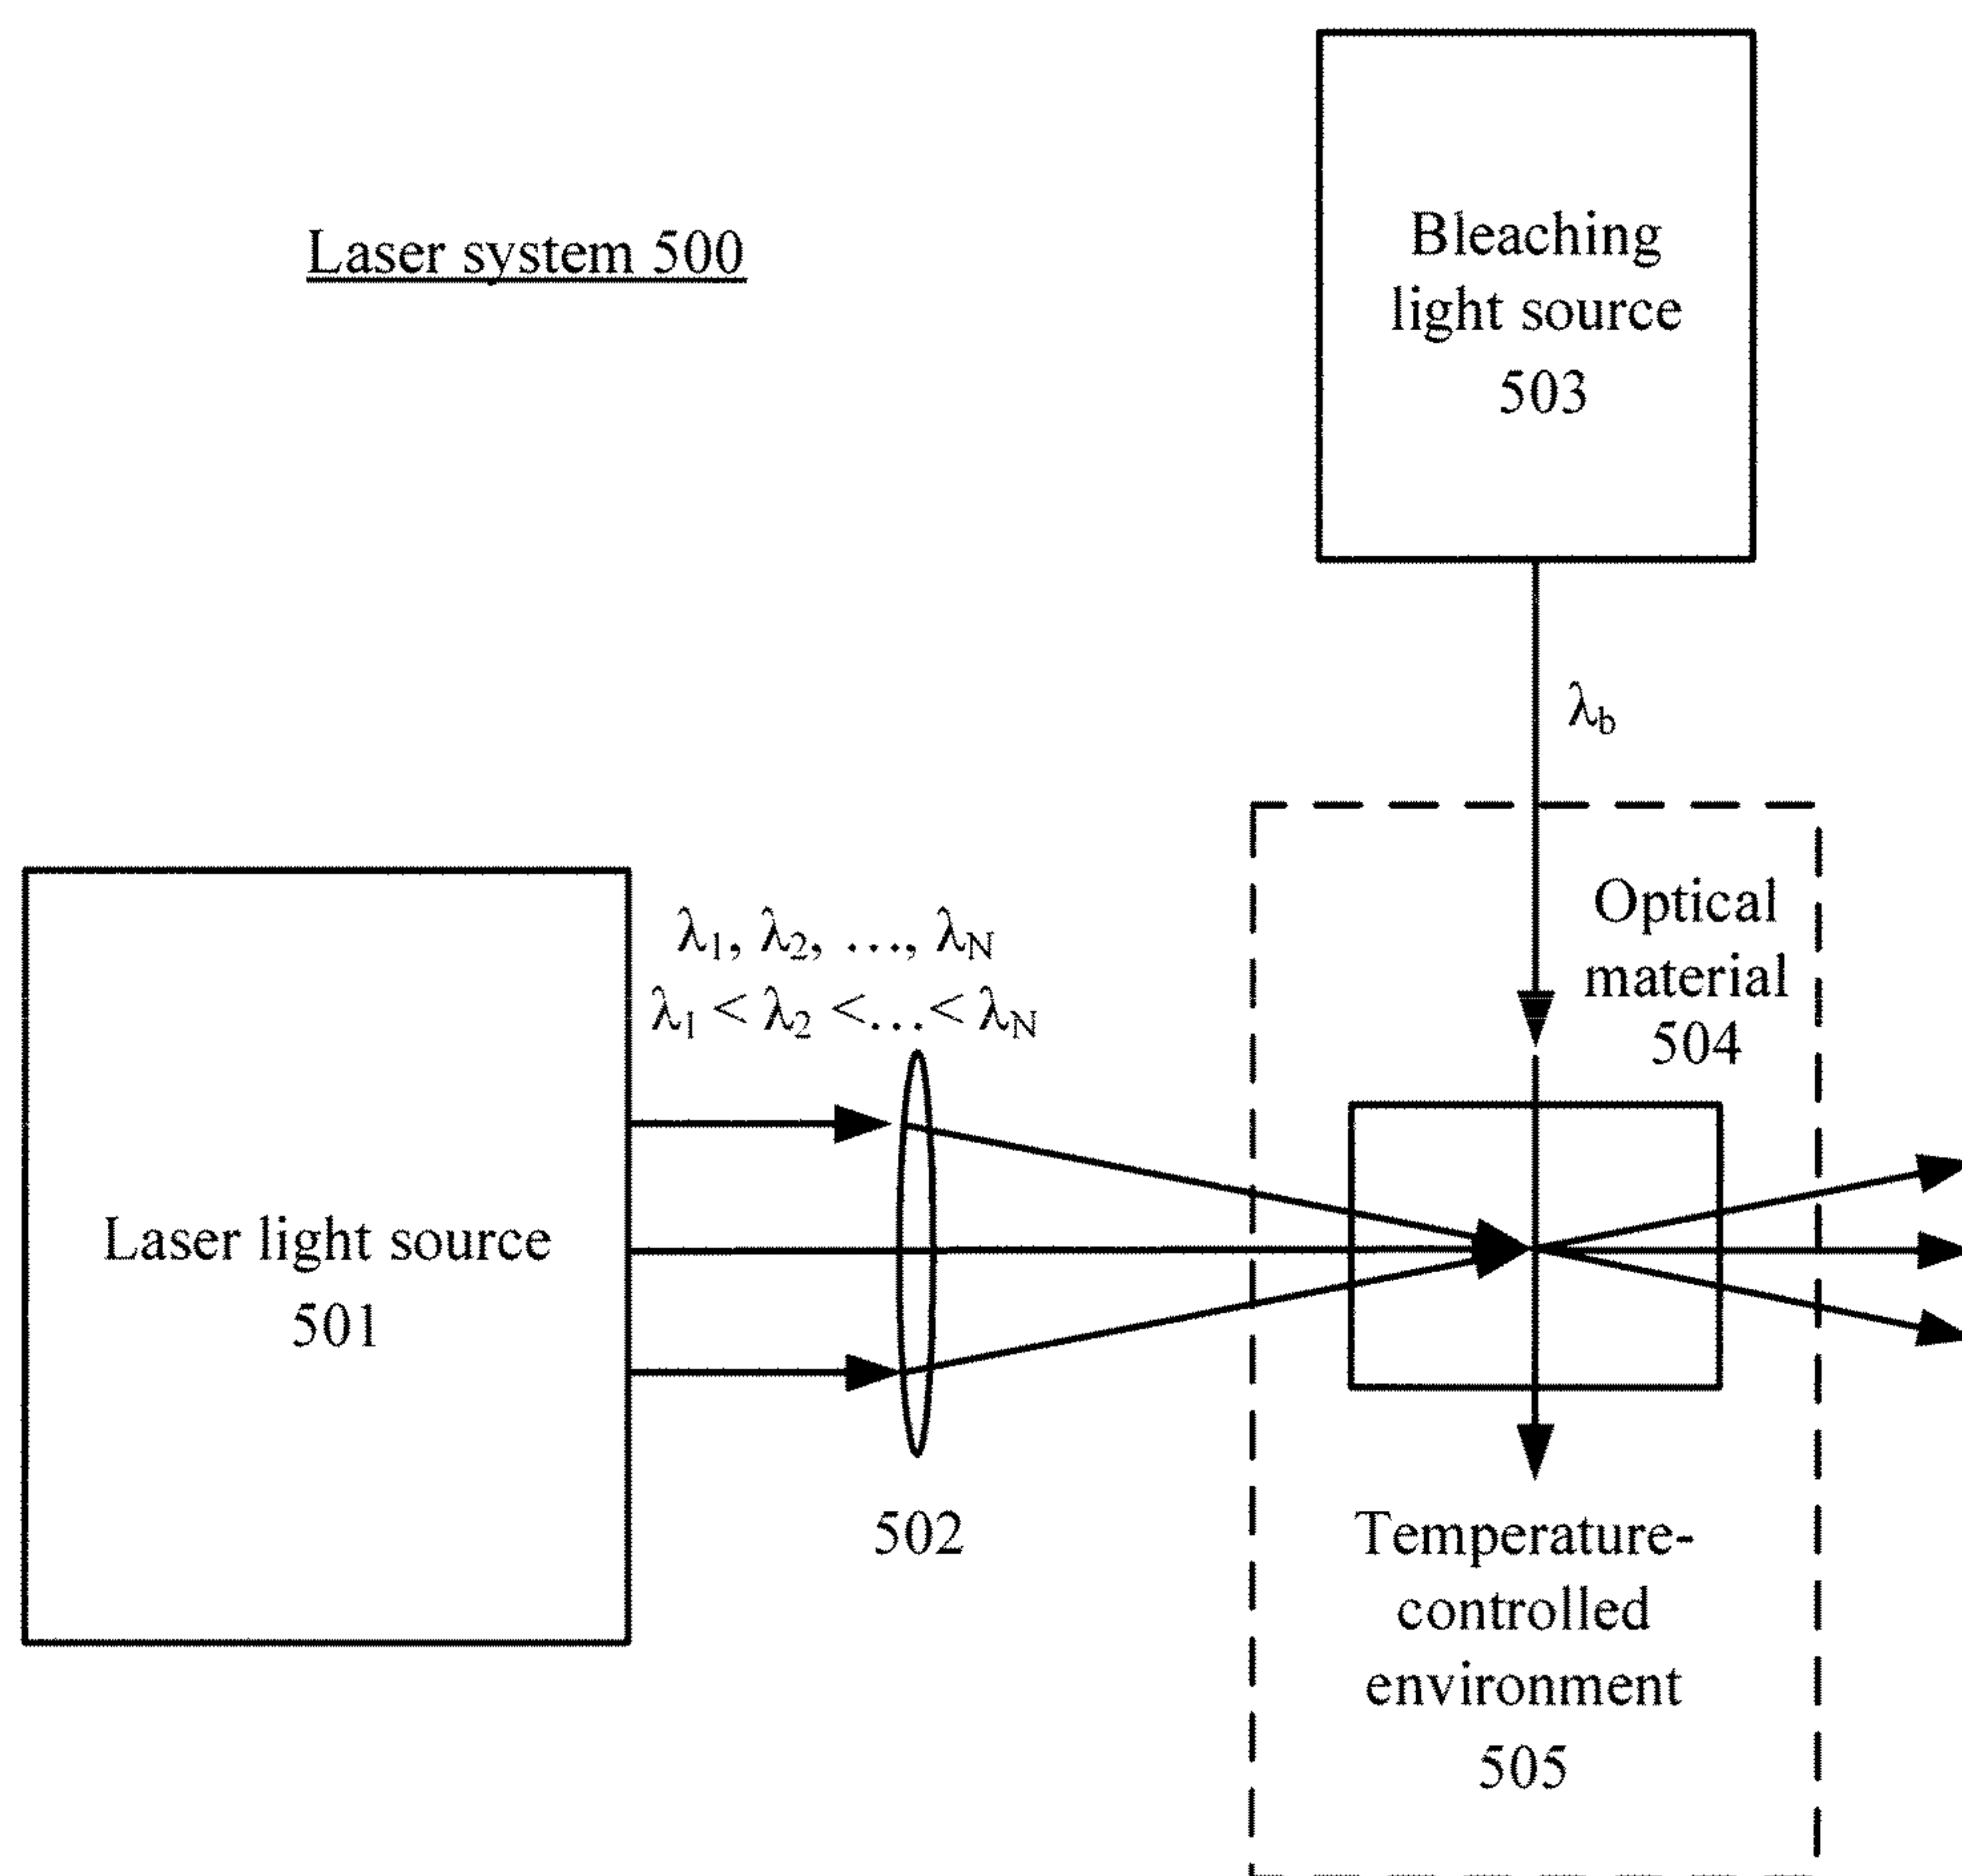 Laser system 500
Bleaching
light source
503
λb
Optical
material
504
λ1, λ2, ..., λN
λ1 < λ2 <...< λN
Laser light source
501
502
Temperature-
controlled
environment
505